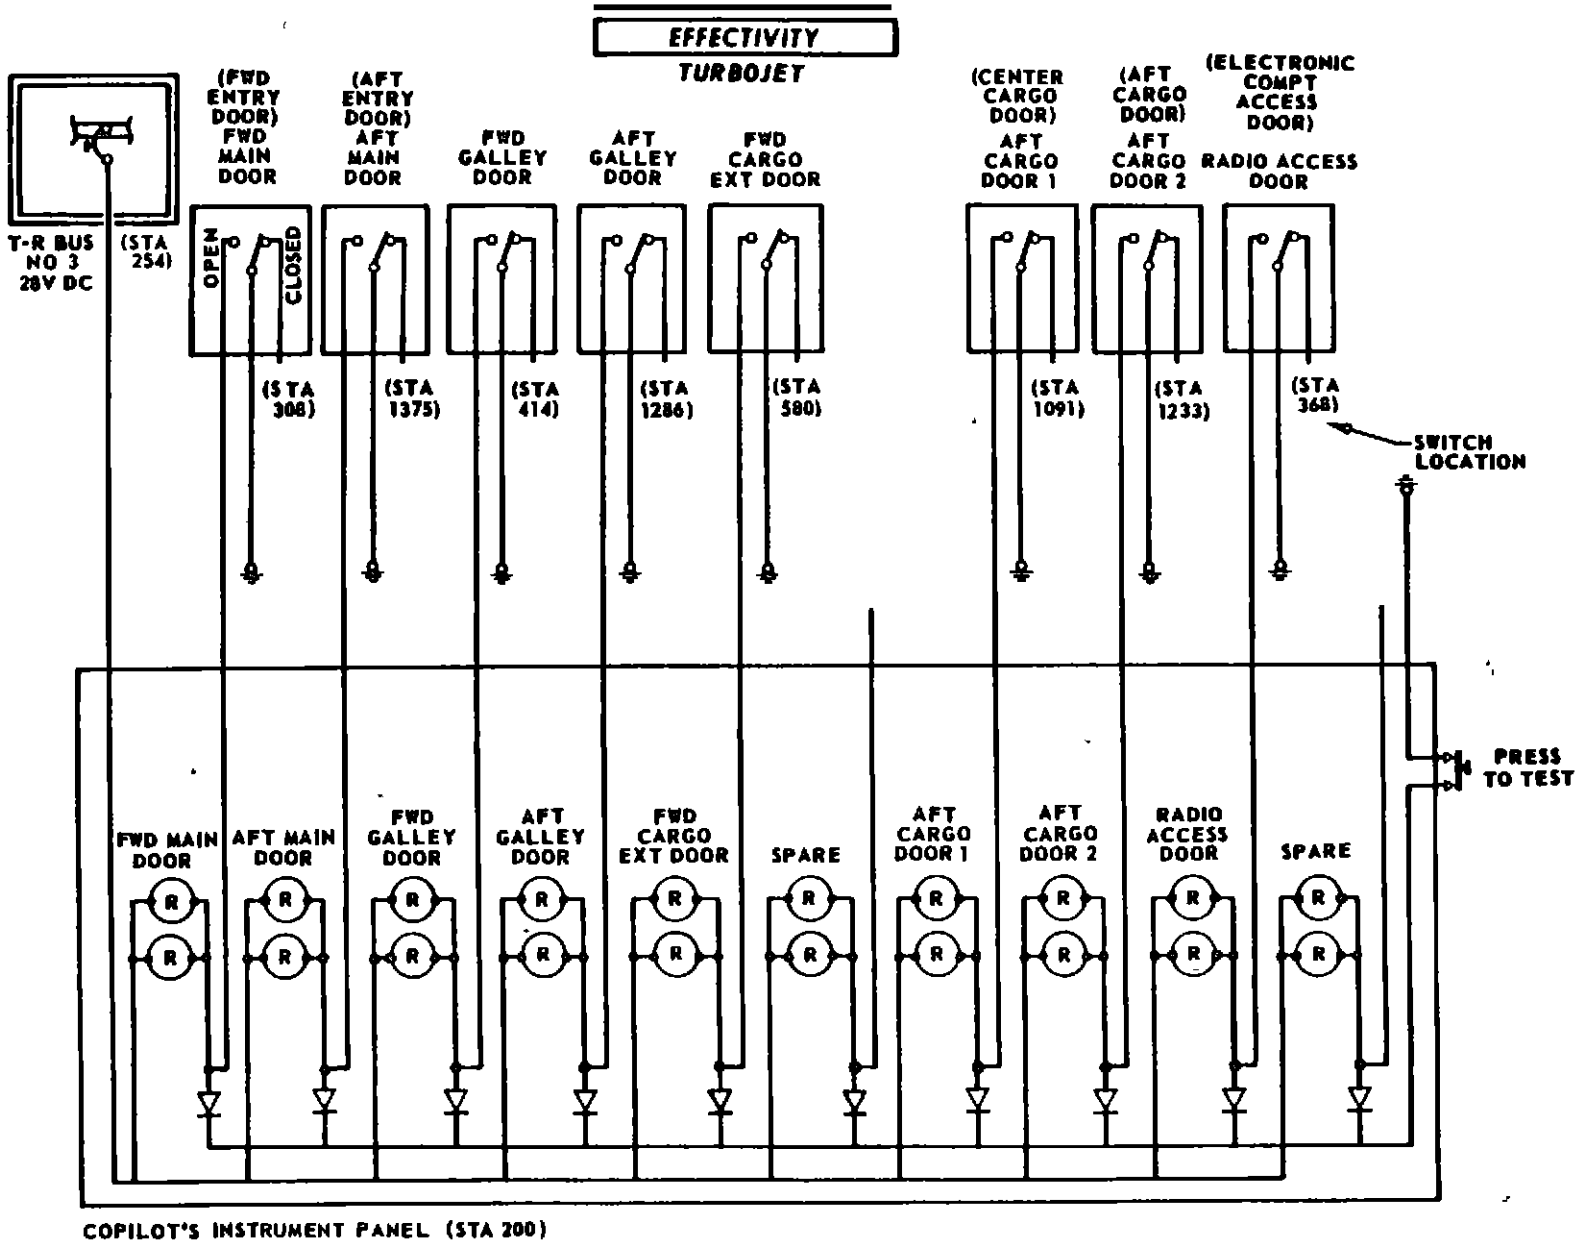 EFFECTIVITY
TURBOJET
(FWD
ENTRY
DOOR)
FWD
MAIN
DOOR
(AFT
ENTRY
DOOR)
AFT
MAIN
DOOR
FWD
GALLEY
DOOR
AFT
GALLEY
DOOR
FWD
CARGO
EXT DOOR
(CENTER
CARGO
DOOR)
AFT
CARGO
DOOR 1
(AFT
CARGO
DOOR)
AFT
CARGO
DOOR 2
(ELECTRONIC
COMPT
ACCESS
DOOR)
RADIO ACCESS
DOOR
T-R BUS
NO 3
28V DC
(STA
254)
OPEN
CLOSED
(STA
308)
(STA
1375)
(STA
414)
(STA
1286)
(STA
580)
(STA
1091)
(STA
1233)
(STA
368)
SWITCH
LOCATION
PRESS
TO TEST
FWD MAIN
DOOR
AFT MAIN
DOOR
FWD
GALLEY
DOOR
AFT
GALLEY
DOOR
FWD
CARGO
EXT DOOR
SPARE
AFT
CARGO
DOOR 1
AFT
CARGO
DOOR 2
RADIO
ACCESS
DOOR
SPARE
R R R R R R R R R R
R R R R R R R R R R
COPILOT'S INSTRUMENT PANEL (STA 200)